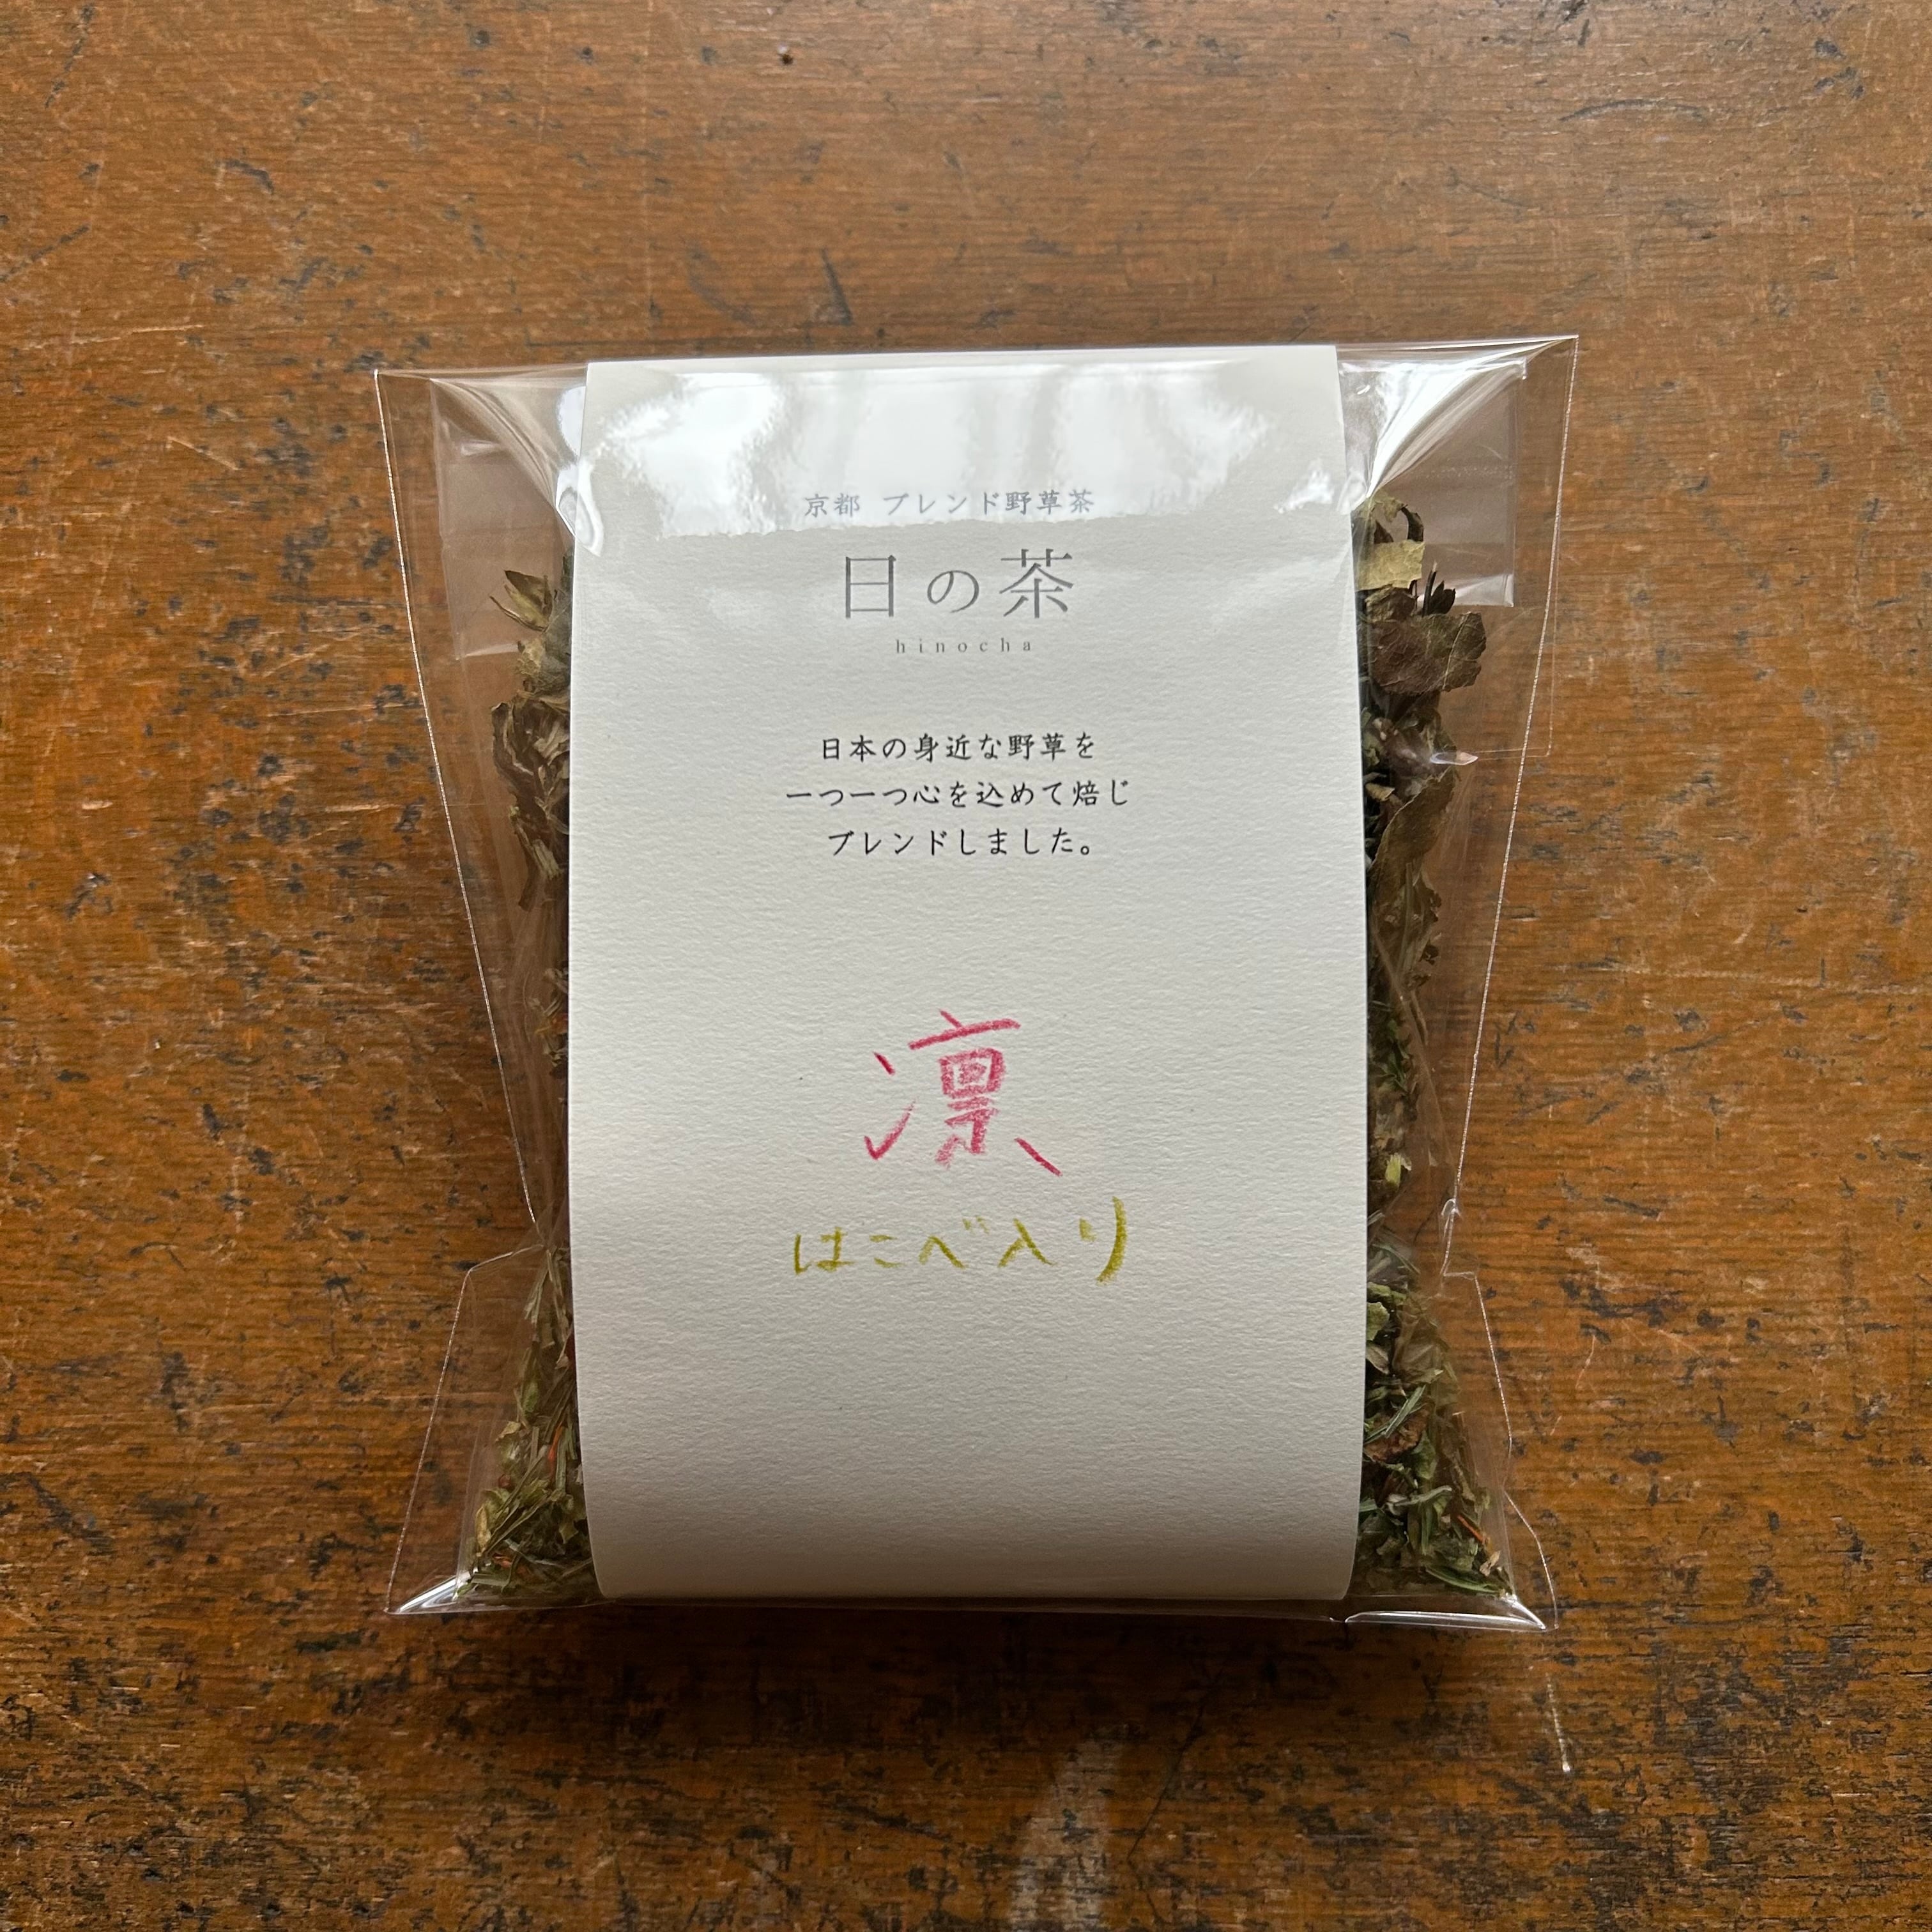 京都 ブレンド野草茶
日の茶
hinocha
日本の身近な野草を
一つ一つ心を込めて焙じ
ブレンドしました。
凛
はこべ入り